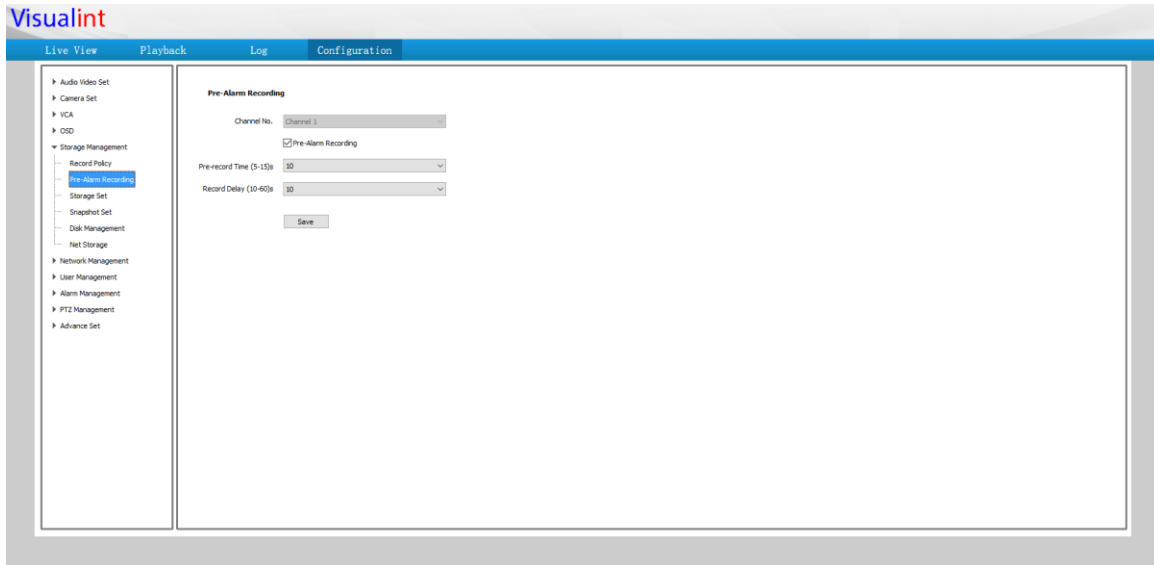 Visualint
Live View Playback Log Configuration
Audio Video Set
Camera Set
VCA
OSD
Storage Management
Record Policy
Pre-Alarm Recording
Storage Set
Snapshot Set
Disk Management
Net Storage
Network Management
User Management
Alarm Management
PTZ Management
Advance Set
Pre-Alarm Recording
Channel No. Channel 1
Pre-Alarm Recording
Pre-record Time (5-15)s 10
Record Delay (10-60)s 10
Save